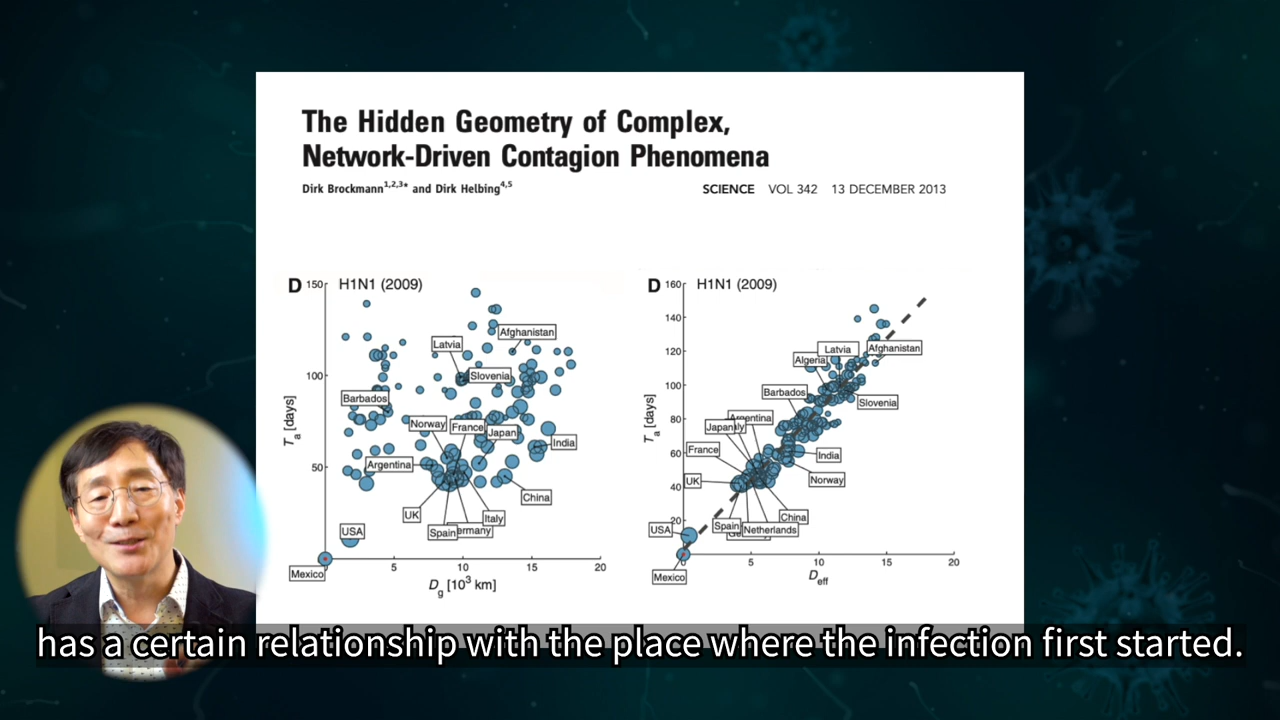 The Hidden Geometry of Complex,
Network-Driven Contagion Phenomena
Dirk Brockmann1,2,3* and Dirk Helbing4,5
SCIENCE VOL 342 13 DECEMBER 2013
D
H1N1 (2009)
150
100
50
Ta [days]
Latvia
Afghanistan
Slovenia
Barbados
Norway
France
Japan
India
Argentina
China
UK
Italy
Spain
ermany
USA
Mexico
5
10
15
20
Dg [103 km]
D
H1N1 (2009)
160
140
120
100
80
60
40
20
Ta [days]
Latvia
Afghanistan
Algeria
Barbados
Slovenia
Argentina
Japan
ly
France
India
UK
Norway
China
Spain
Netherlands
USA
Mexico
5
10
15
20
Deff
has a certain relationship with the place where the infection first started.